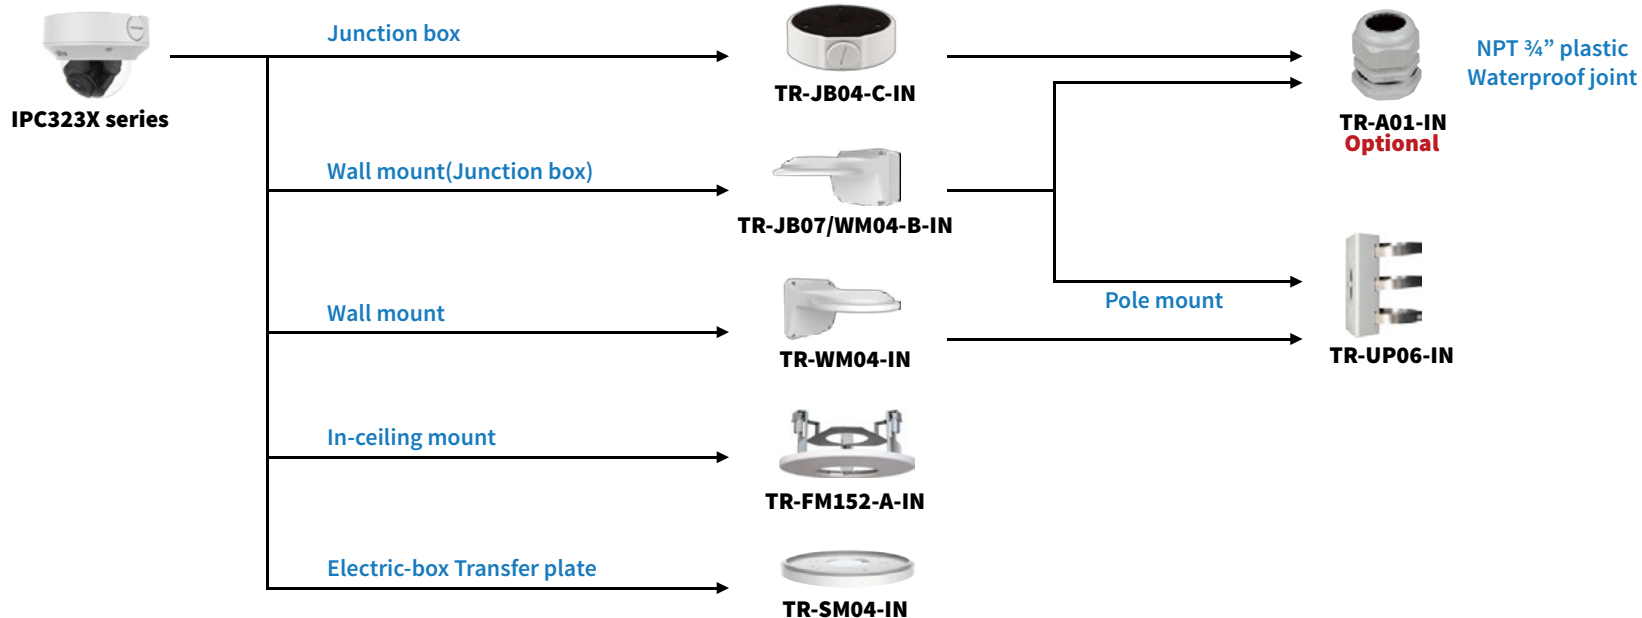 Junction box
NPT ¾” plastic
Waterproof joint
IPC323X series
TR-JB04-C-IN
TR-A01-IN
Optional
Wall mount(Junction box)
TR-JB07/WM04-B-IN
Wall mount
Pole mount
TR-WM04-IN
TR-UP06-IN
In-ceiling mount
TR-FM152-A-IN
Electric-box Transfer plate
TR-SM04-IN